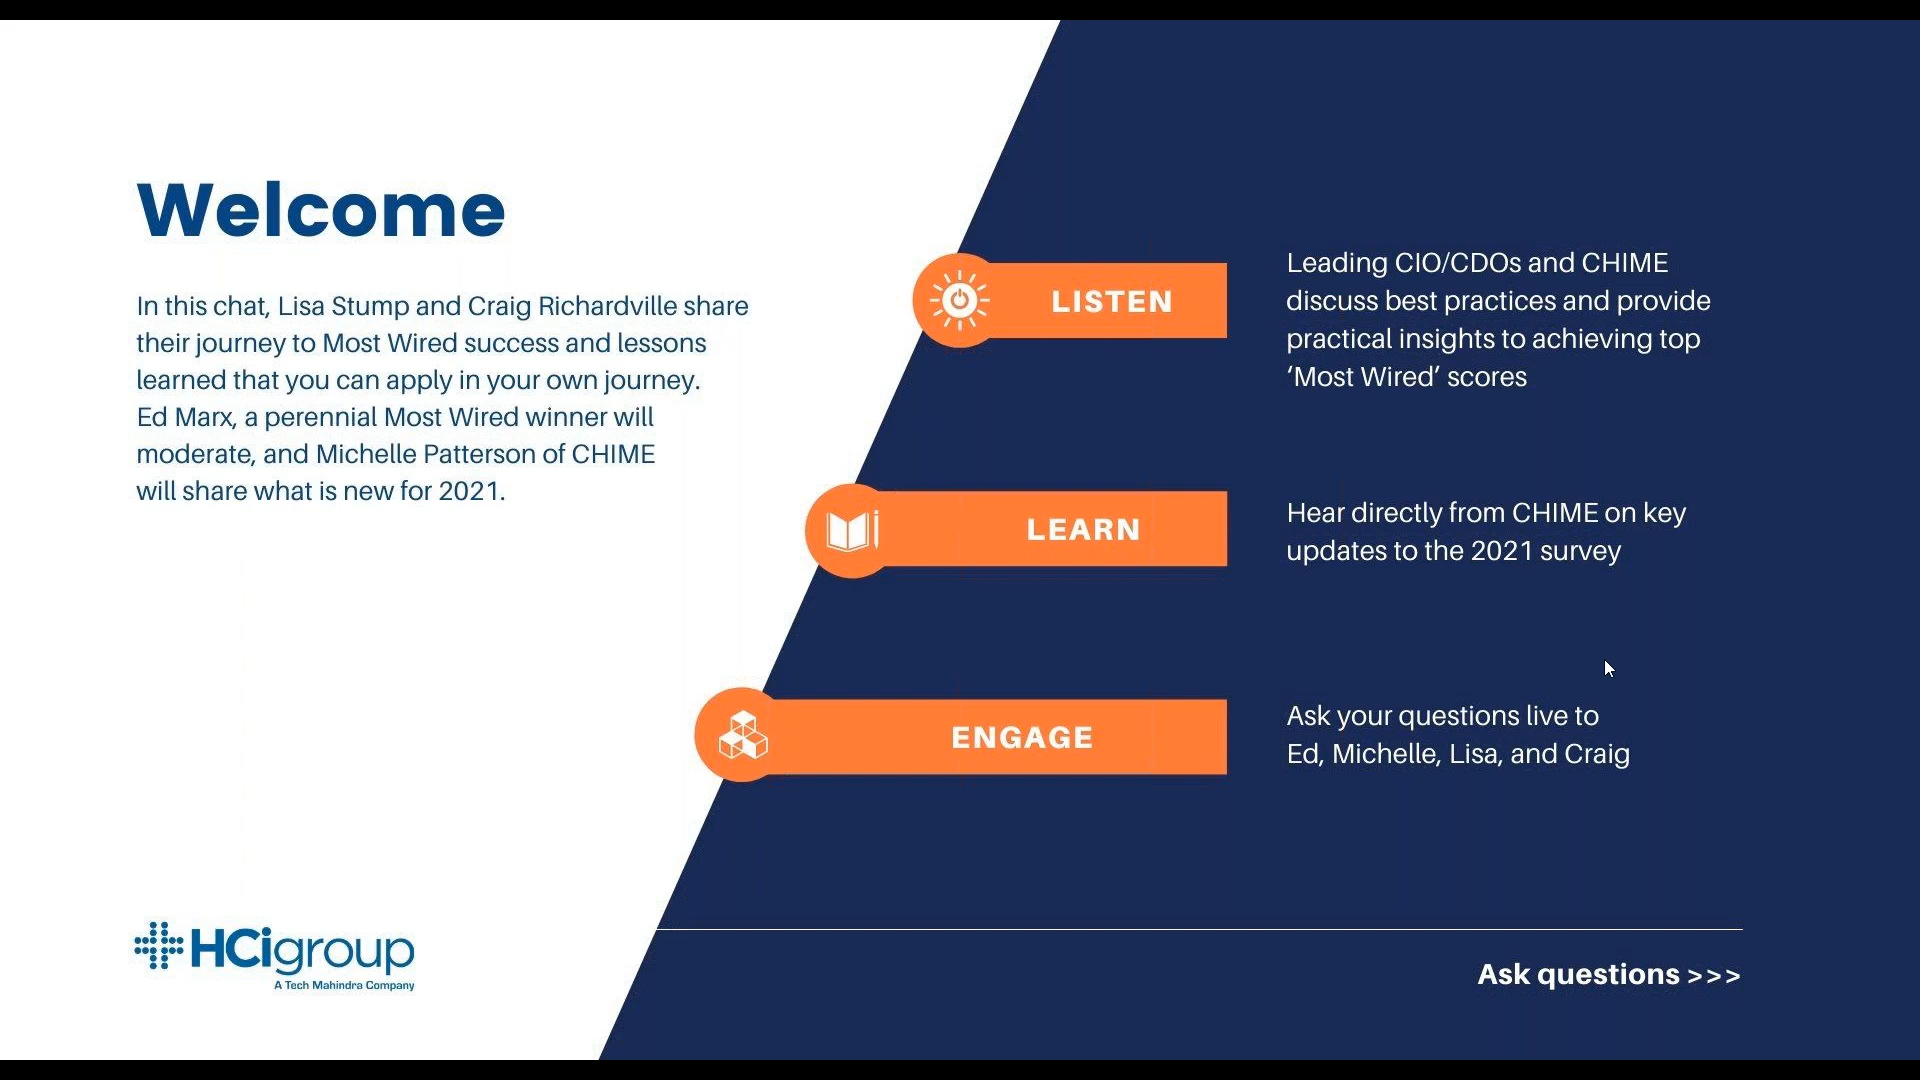 Welcome
In this chat, Lisa Stump and Craig Richardville share
their journey to Most Wired success and lessons
learned that you can apply in your own journey.
Ed Marx, a perennial Most Wired winner will
moderate, and Michelle Patterson of CHIME
will share what is new for 2021.
LISTEN
Leading CIO/CDOs and CHIME
discuss best practices and provide
practical insights to achieving top
‘Most Wired’ scores
LEARN
Hear directly from CHIME on key
updates to the 2021 survey
ENGAGE
Ask your questions live to
Ed, Michelle, Lisa, and Craig
HCigroup
A Tech Mahindra Company
Ask questions >>>